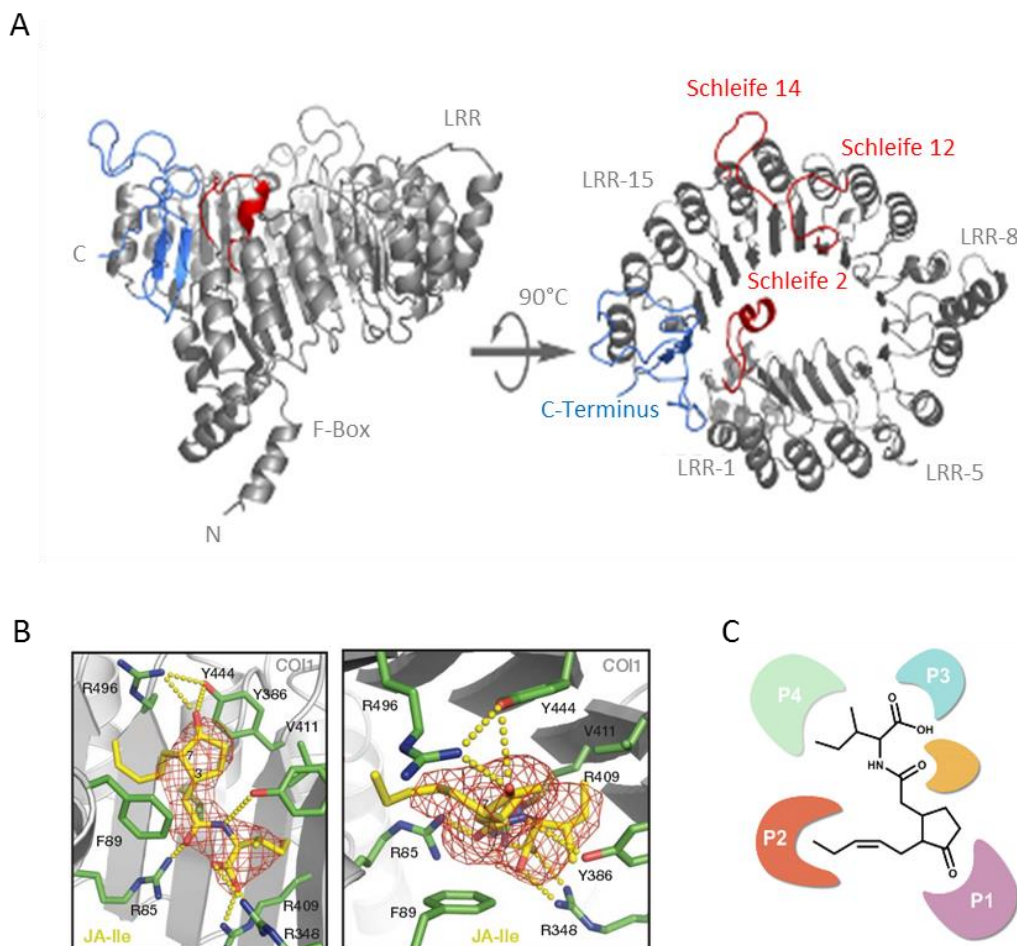 A
Schleife 14
LRR
Schleife 12
LRR-15
C
LRR-8
Schleife 2
90°C
F-Box
C-Terminus
LRR-1
LRR-5
N
B
C
COI1
Y444
R496
Y386
V411
7
3
F89
R85
R409
R348
JA-Ile
COI1
R496
Y444
V411
R409
R85
Y386
F89
JA-Ile
R348
P4
P3
O
OH
HN
O
P2
O
P1